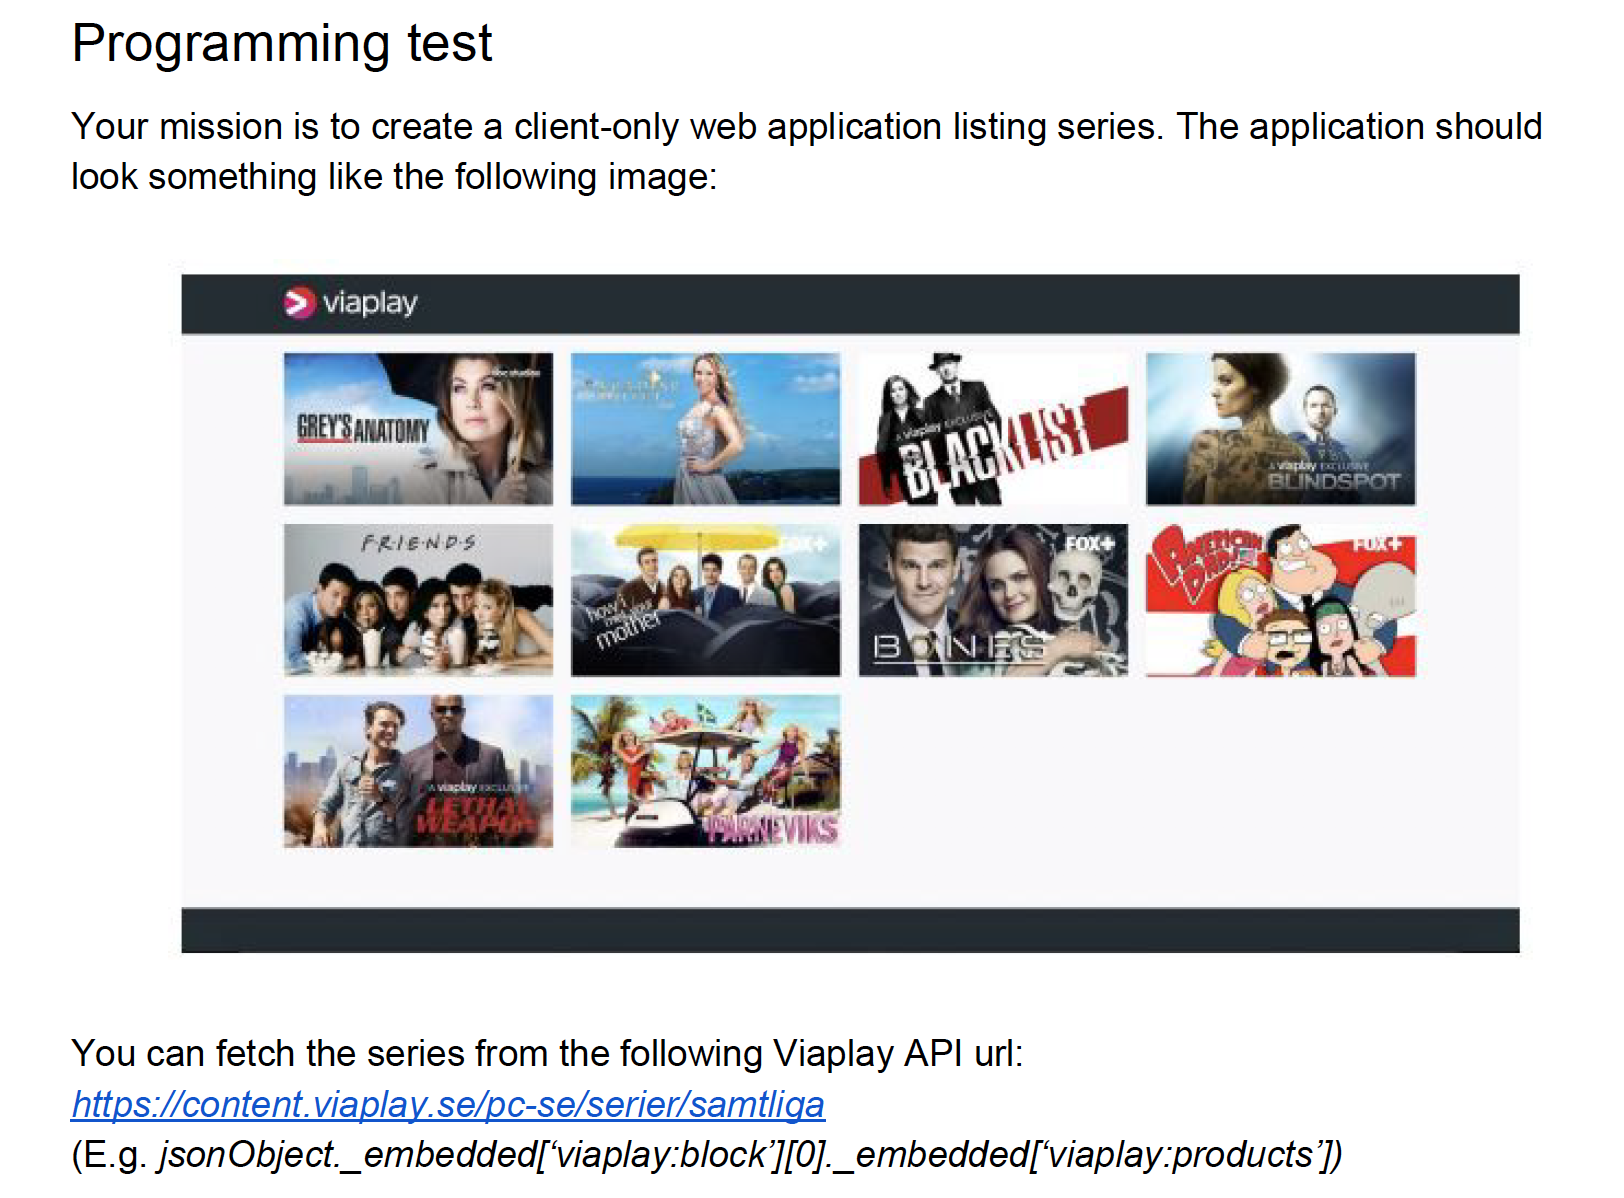 Programming test
Your mission is to create a client-only web application listing series. The application should
look something like the following image:
viaplay
GREY'S ANATOMY
abc studios
A viaplay EXCLUSIVE
BLACKLIST
A viaplay EXCLUSIVE
BLINDSPOT
FRIENDS
FOX+
how i
met your
mother
FOX+
BONES
AMERICAN
DAD!
FOX+
A viaplay EXCLUSIVE
LETHAL
WEAPON
PARNEVIKS
You can fetch the series from the following Viaplay API url:
https://content.viaplay.se/pc-se/serier/samtliga
(E.g. jsonObject._embedded[‘viaplay:block’][0]._embedded[‘viaplay:products’])